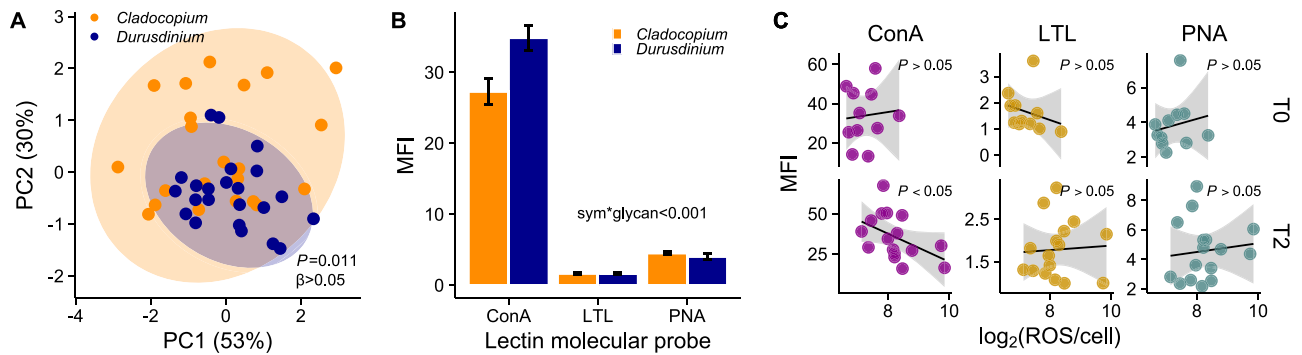 A
Cladocopium
Durusdinium
3
2
1
0
-1
-2
PC2 (30%)
P=0.011
β>0.05
-4 -2 0 2 4
PC1 (53%)
B
Cladocopium
Durusdinium
30
20
10
0
MFI
sym*glycan<0.001
ConA LTL PNA
Lectin molecular probe
C
ConA LTL PNA
MFI
60
40
20
P > 0.05
3
2
1
0
P > 0.05
6
4
2
P > 0.05
T0
50
25
P < 0.05
2.5
1.5
P > 0.05
8
6
4
2
P > 0.05
T2
8 10 8 10 8 10
log2(ROS/cell)